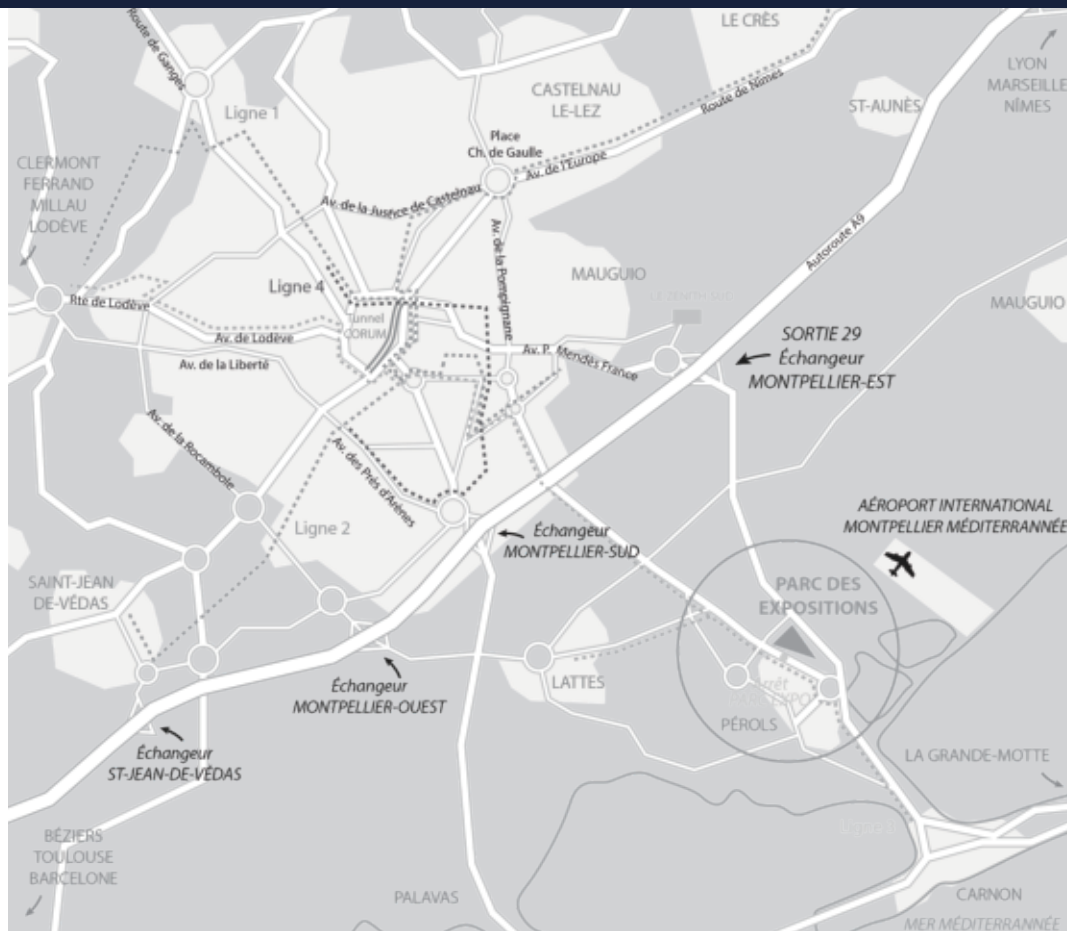 LE CRÈS
Route de Ganges
LYON
MARSEILLE
NÎMES
Ligne 1
CASTELNAU
LE-LEZ
Route de Nîmes
ST-AUNÈS
Place
Ch. de Gaulle
Av. de l'Europe
CLERMONT
FERRAND
MILLAU
LODÈVE
Av. de la Justice de Castelnau
Av. de la Pompignane
Autoroute A9
MAUGUIO
Ligne 4
Rte de Lodève
MAUGUIO
CORUM
Av. de Lodève
Av. de la Liberté
Av. P. Mendès France
SORTIE 29
Échangeur
MONTPELLIER-EST
Av. de la Rocambole
Av. des Près d'Arènes
AÉROPORT INTERNATIONAL
MONTPELLIER MÉDITERRANNÉE
Ligne 2
Échangeur
MONTPELLIER-SUD
SAINT-JEAN
DE-VÉDAS
PARC DES
EXPOSITIONS
LATTES
Échangeur
MONTPELLIER-OUEST
PÉROLS
Échangeur
ST-JEAN-DE-VÉDAS
LA GRANDE-MOTTE
BÉZIERS
TOULOUSE
BARCELONE
PALAVAS
CARNON
MER MÉDITERRANNÉE